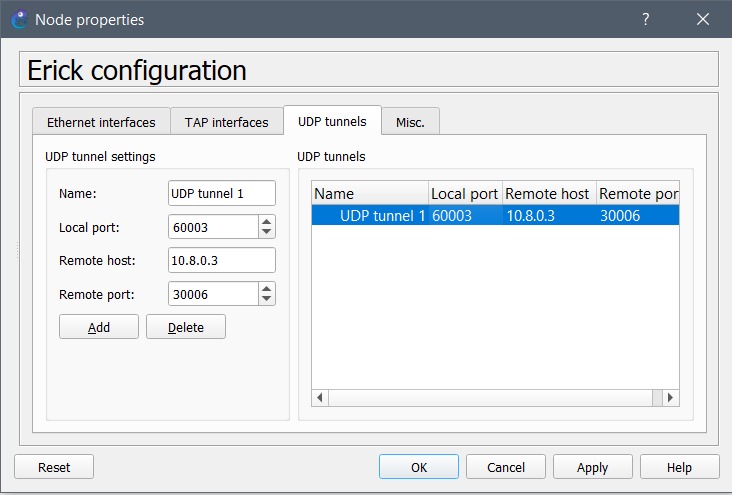 Node properties
?
Erick configuration
Ethernet interfaces TAP interfaces UDP tunnels Misc.
UDP tunnel settings
Name: UDP tunnel 1
Local port: 60003
Remote host: 10.8.0.3
Remote port: 30006
Add Delete
UDP tunnels
Name Local port Remote host Remote por
UDP tunnel 1 60003 10.8.0.3 30006
Reset OK Cancel Apply Help